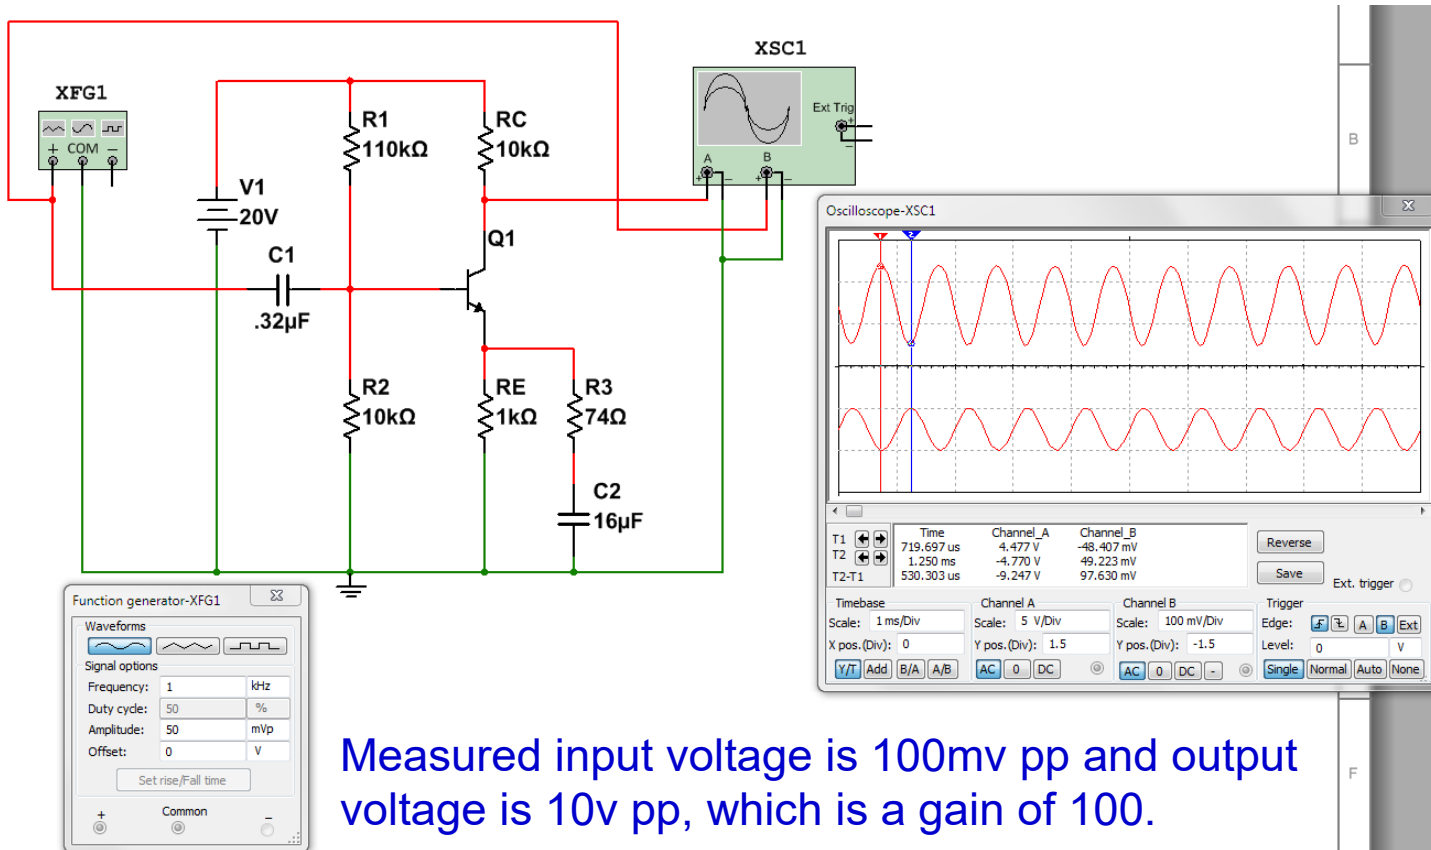 XSC1
XFG1
Ext Trig
+
−
B
+ COM −
A
B
+ −
+ −
R1
110kΩ
RC
10kΩ
V1
20V
Q1
C1
.32µF
R2
10kΩ
RE
1kΩ
R3
74Ω
C2
16µF
Oscilloscope-XSC1
1
2
Time Channel_A Channel_B
T1 719.697 us 4.477 V -48.407 mV
T2 1.250 ms -4.770 V 49.223 mV
T2-T1 530.303 us -9.247 V 97.630 mV
Reverse
Save
Ext. trigger
Timebase
Scale: 1 ms/Div
X pos.(Div): 0
Y/T Add B/A A/B
Channel A
Scale: 5 V/Div
Y pos.(Div): 1.5
AC 0 DC
Channel B
Scale: 100 mV/Div
Y pos.(Div): -1.5
AC 0 DC -
Trigger
Edge: A B Ext
Level: 0 V
Single Normal Auto None
Function generator-XFG1
Waveforms
Signal options
Frequency: 1 kHz
Duty cycle: 50 %
Amplitude: 50 mVp
Offset: 0 V
Set rise/Fall time
+ Common −
Measured input voltage is 100mv pp and output
voltage is 10v pp, which is a gain of 100.
F